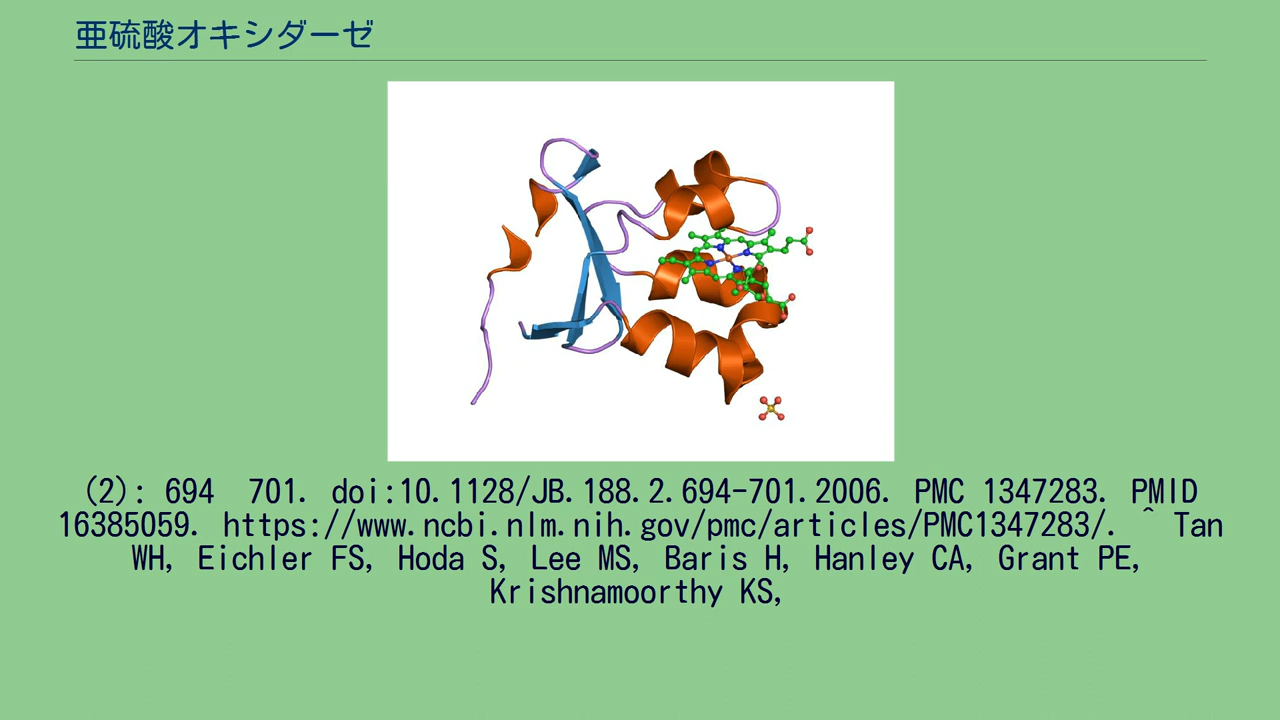 亜硫酸オキシダーゼ
(2): 694  701. doi:10.1128/JB.188.2.694-701.2006. PMC 1347283. PMID
16385059. https://www.ncbi.nlm.nih.gov/pmc/articles/PMC1347283/. ^ Tan
WH, Eichler FS, Hoda S, Lee MS, Baris H, Hanley CA, Grant PE,
Krishnamoorthy KS,